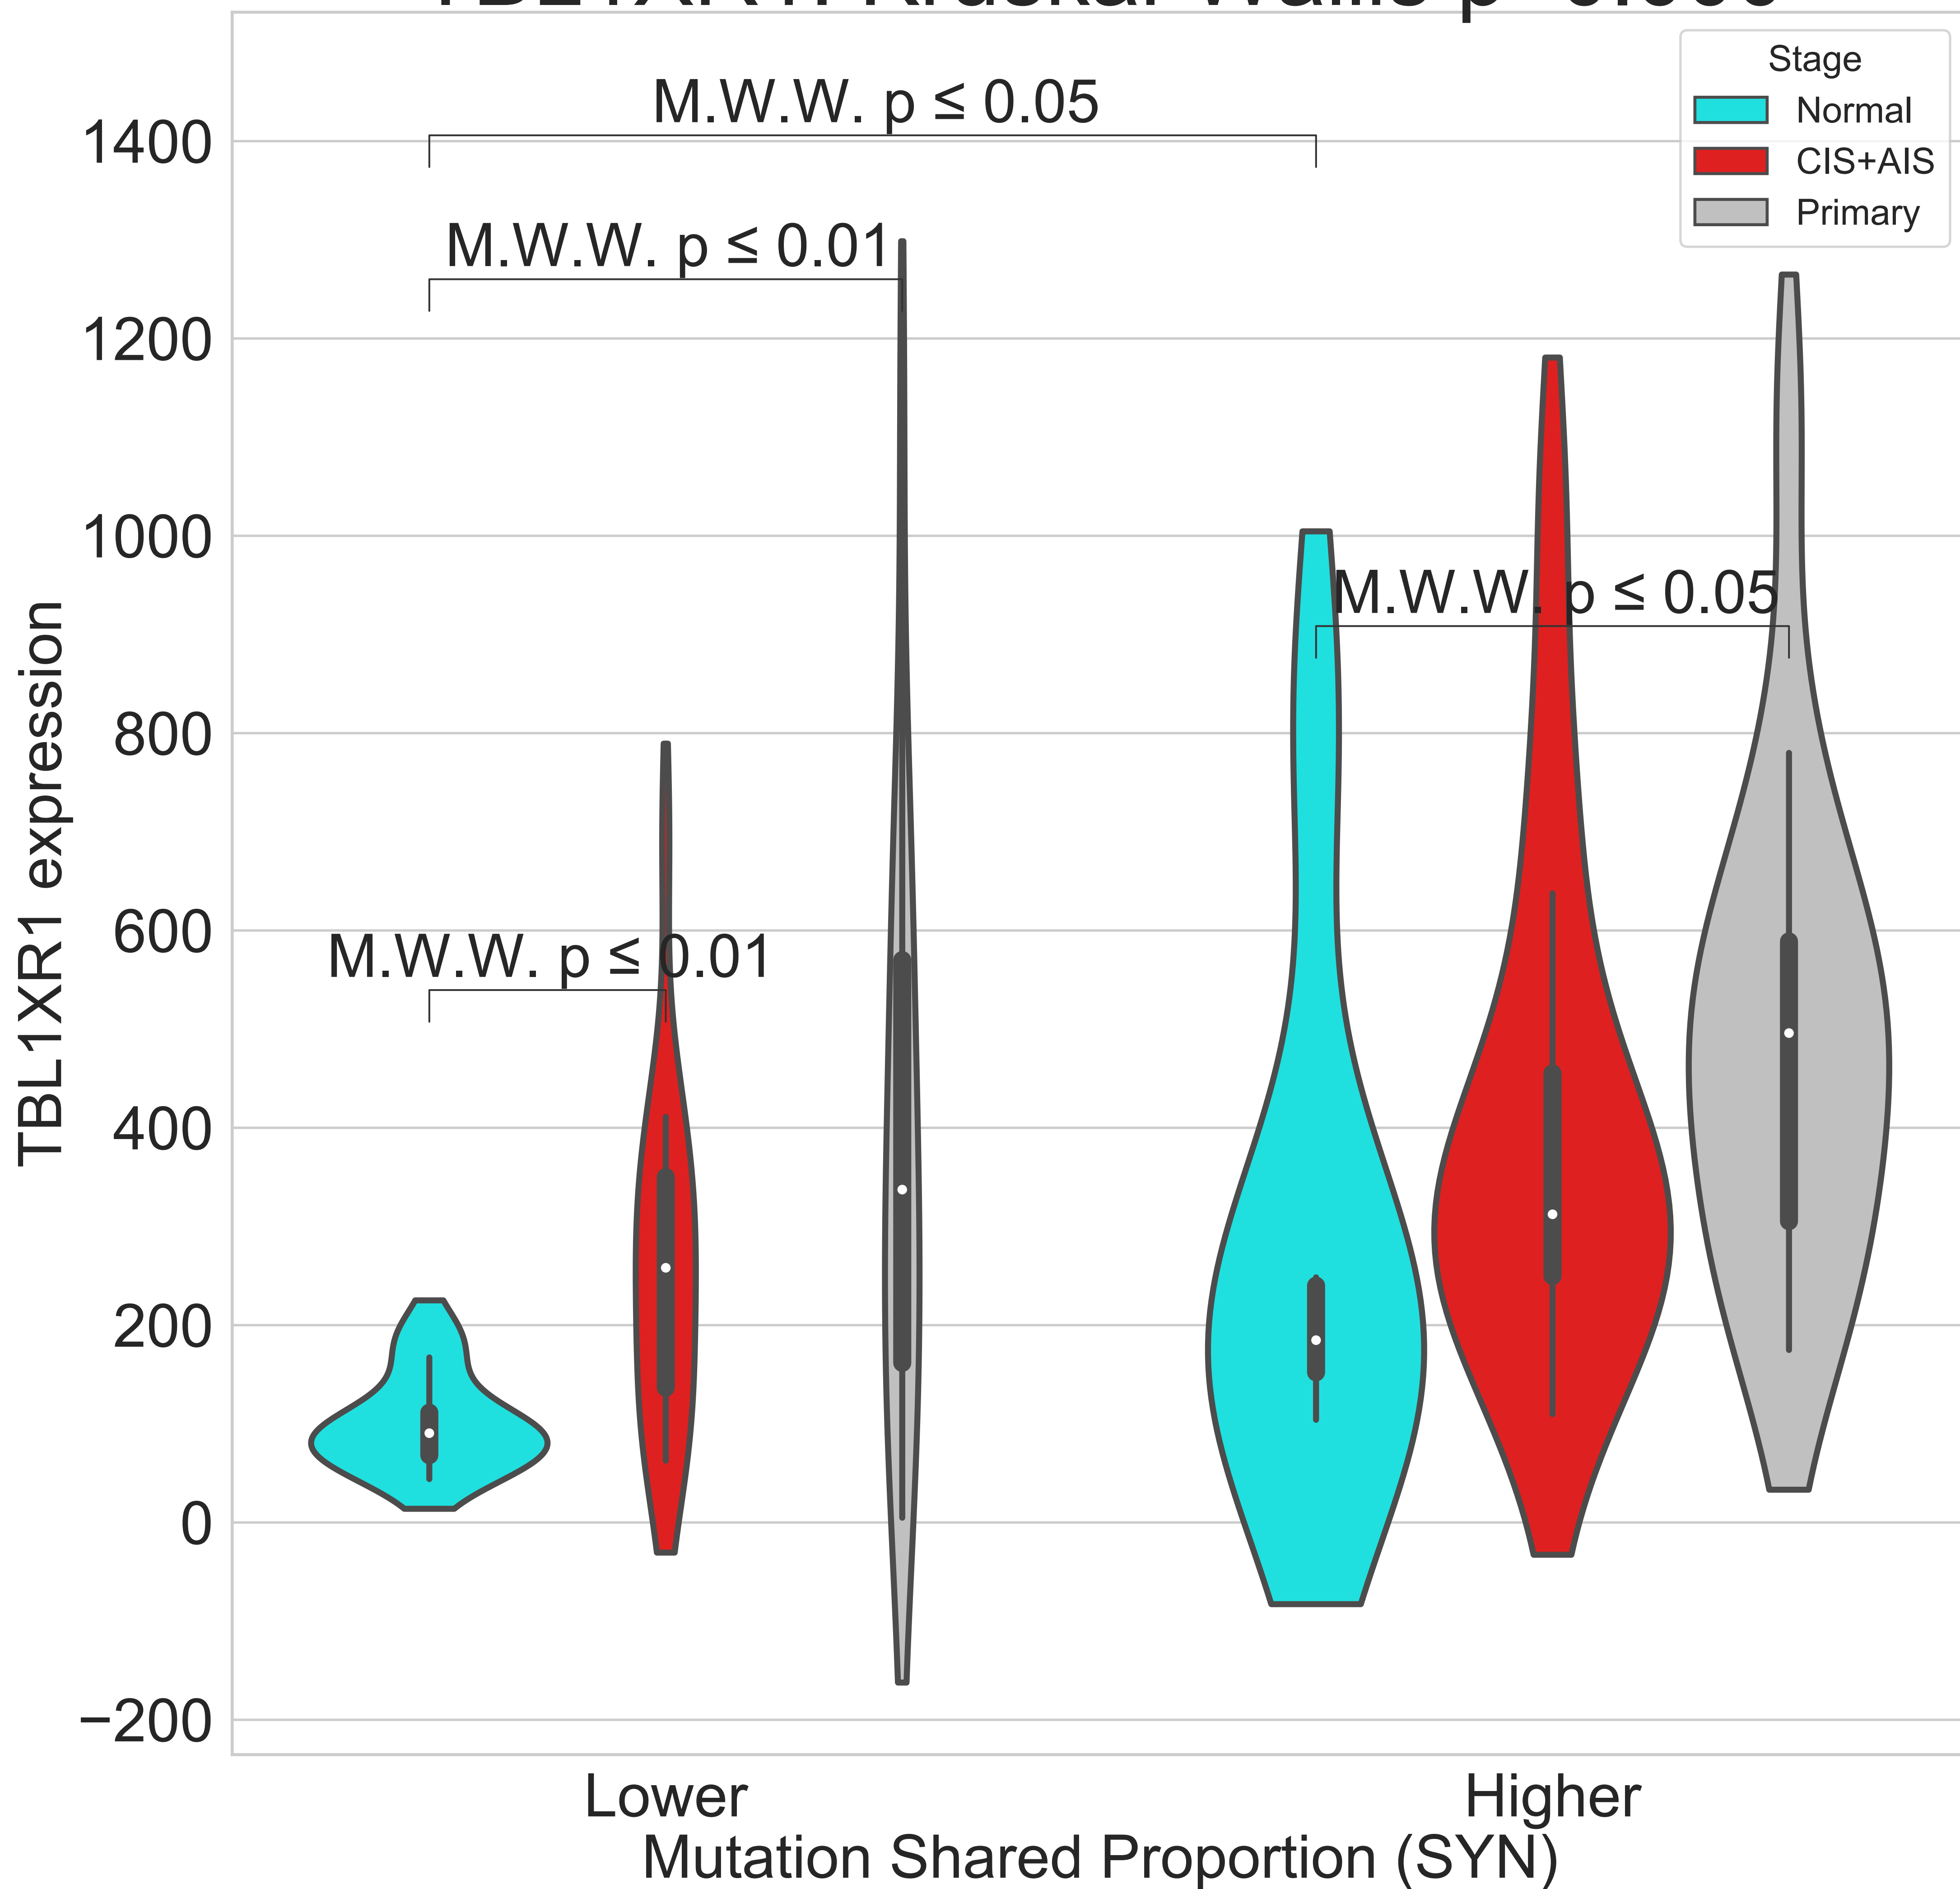 Stage
Normal
CIS+AIS
Primary
M.W.W. p ≤ 0.05
M.W.W. p ≤ 0.01
M.W.W. p ≤ 0.05
M.W.W. p ≤ 0.01
1400
1200
1000
800
600
400
200
0
−200
TBL1XR1 expression
Lower
Higher
Mutation Shared Proportion (SYN)